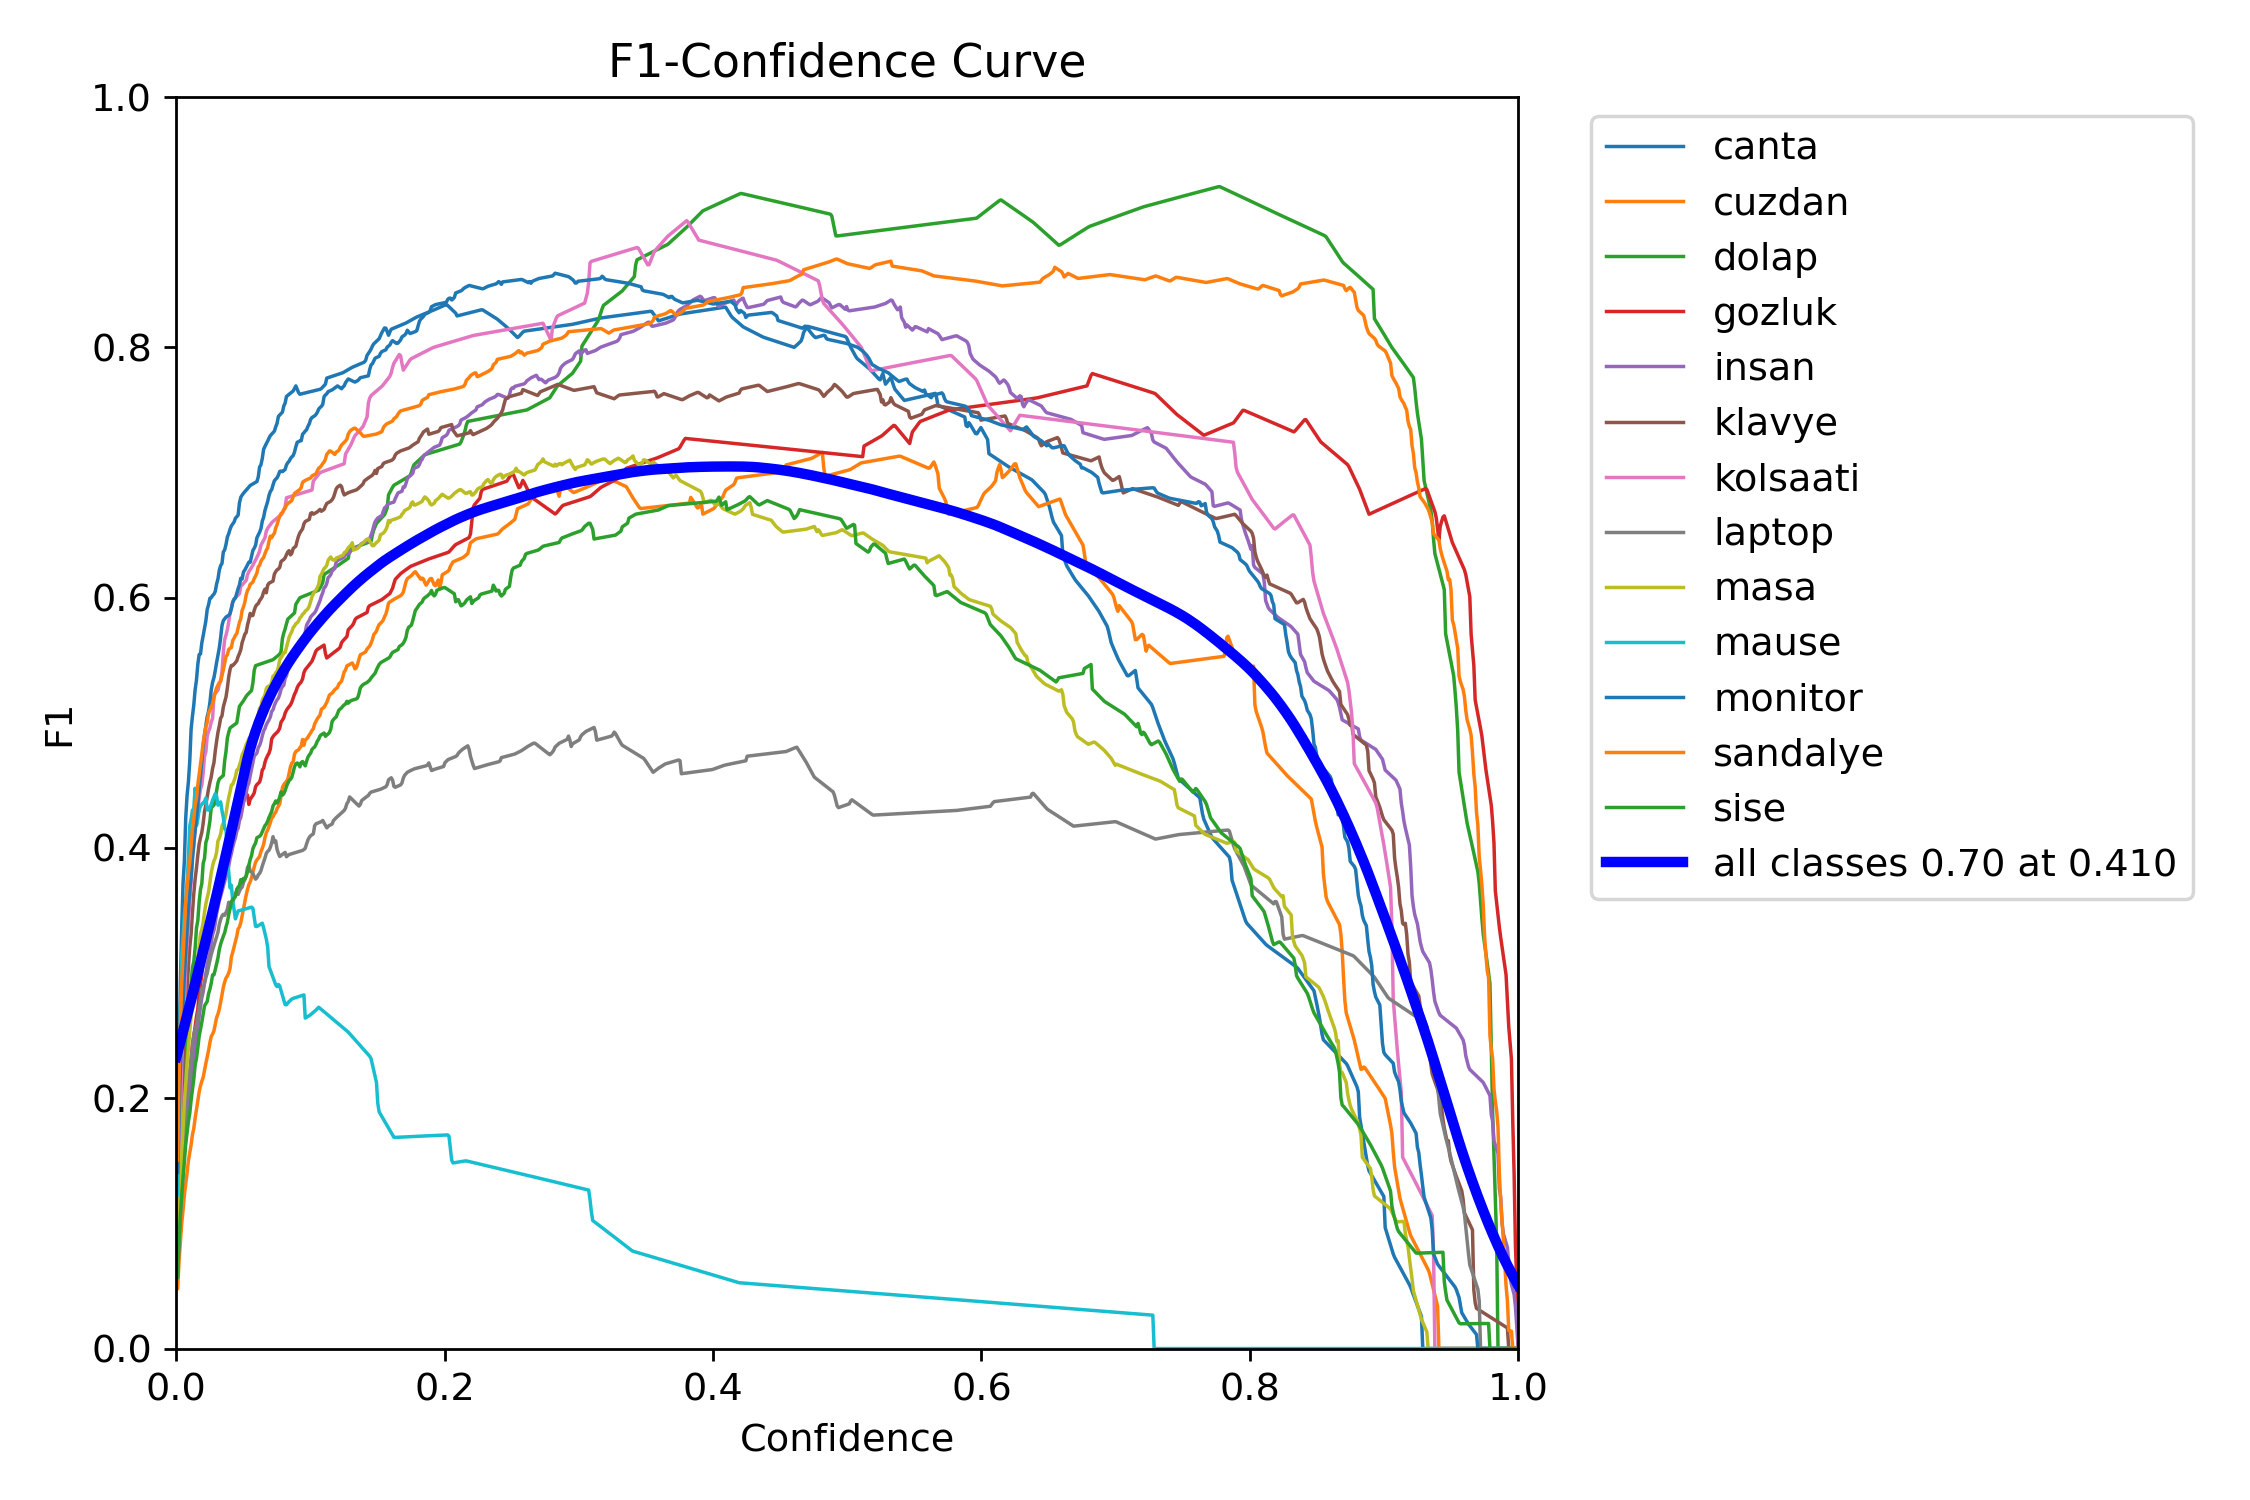 F1-Confidence Curve
1.0
0.8
0.6
0.4
0.2
0.0
F1
0.0 0.2 0.4 0.6 0.8 1.0
Confidence
canta
cuzdan
dolap
gozluk
insan
klavye
kolsaati
laptop
masa
mause
monitor
sandalye
sise
all classes 0.70 at 0.410